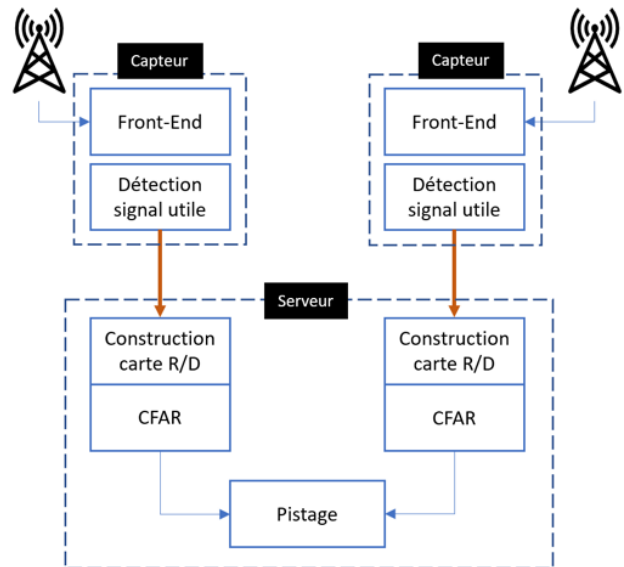 Capteur
Capteur
Front-End
Front-End
Détection
signal utile
Détection
signal utile
Serveur
Construction
carte R/D
Construction
carte R/D
CFAR
CFAR
Pistage